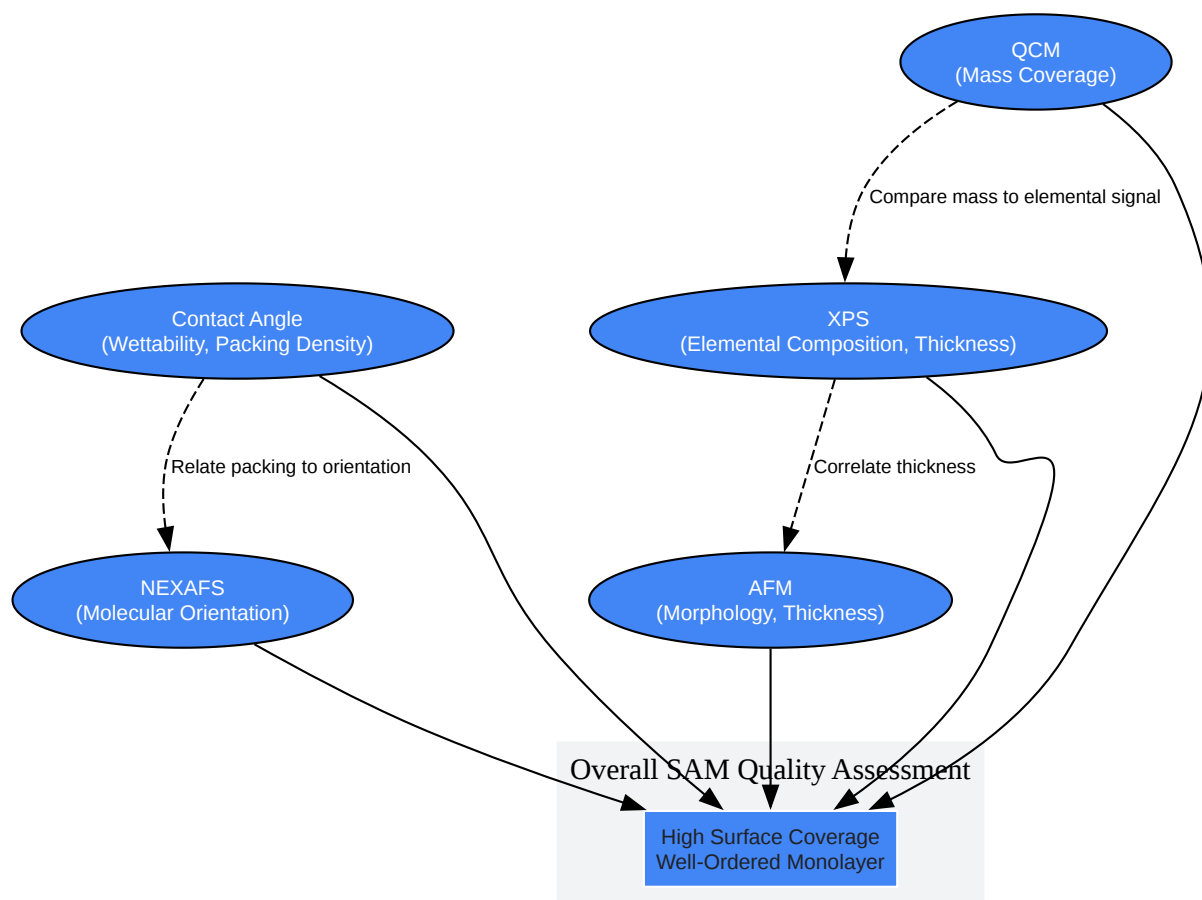 QCM
(Mass Coverage)
Compare mass to elemental signal
Contact Angle
(Wettability, Packing Density)
XPS
(Elemental Composition, Thickness)
Relate packing to orientation
Correlate thickness
NEXAFS
(Molecular Orientation)
AFM
(Morphology, Thickness)
Overall SAM Quality Assessment
High Surface Coverage
Well-Ordered Monolayer